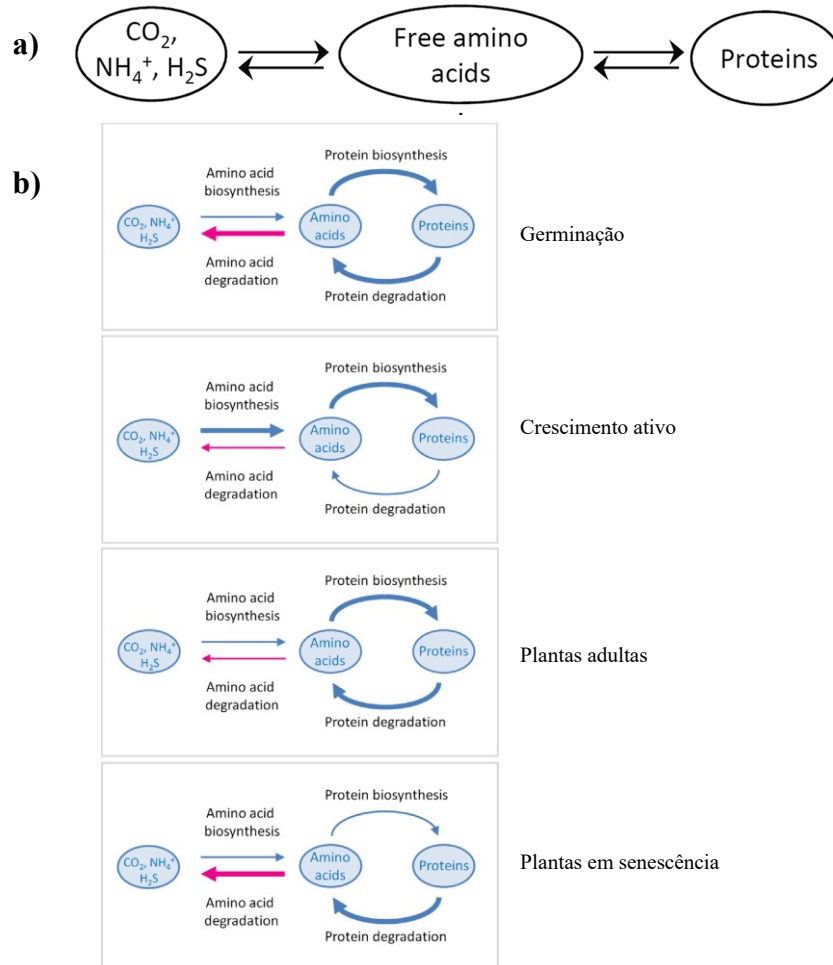 a)
CO₂,
NH₄⁺, H₂S
Free amino
acids
Proteins
b)
Protein biosynthesis
Amino acid
biosynthesis
CO₂, NH₄⁺
H₂S
Amino
acids
Proteins
Amino acid
degradation
Protein degradation
Germinação
Protein biosynthesis
Amino acid
biosynthesis
CO₂, NH₄⁺
H₂S
Amino
acids
Proteins
Amino acid
degradation
Protein degradation
Crescimento ativo
Protein biosynthesis
Amino acid
biosynthesis
CO₂, NH₄⁺
H₂S
Amino
acids
Proteins
Amino acid
degradation
Protein degradation
Plantas adultas
Protein biosynthesis
Amino acid
biosynthesis
CO₂, NH₄⁺
H₂S
Amino
acids
Proteins
Amino acid
degradation
Protein degradation
Plantas em senescência